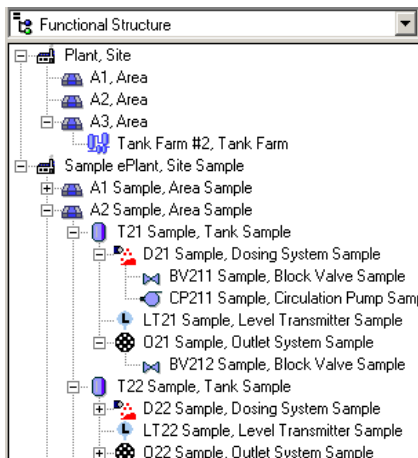 Functional Structure
Plant, Site
A1, Area
A2, Area
A3, Area
Tank Farm #2, Tank Farm
Sample ePlant, Site Sample
A1 Sample, Area Sample
A2 Sample, Area Sample
T21 Sample, Tank Sample
D21 Sample, Dosing System Sample
BV211 Sample, Block Valve Sample
CP211 Sample, Circulation Pump Samp
LT21 Sample, Level Transmitter Sample
O21 Sample, Outlet System Sample
BV212 Sample, Block Valve Sample
T22 Sample, Tank Sample
D22 Sample, Dosing System Sample
LT22 Sample, Level Transmitter Sample
O22 Sample, Outlet System Sample